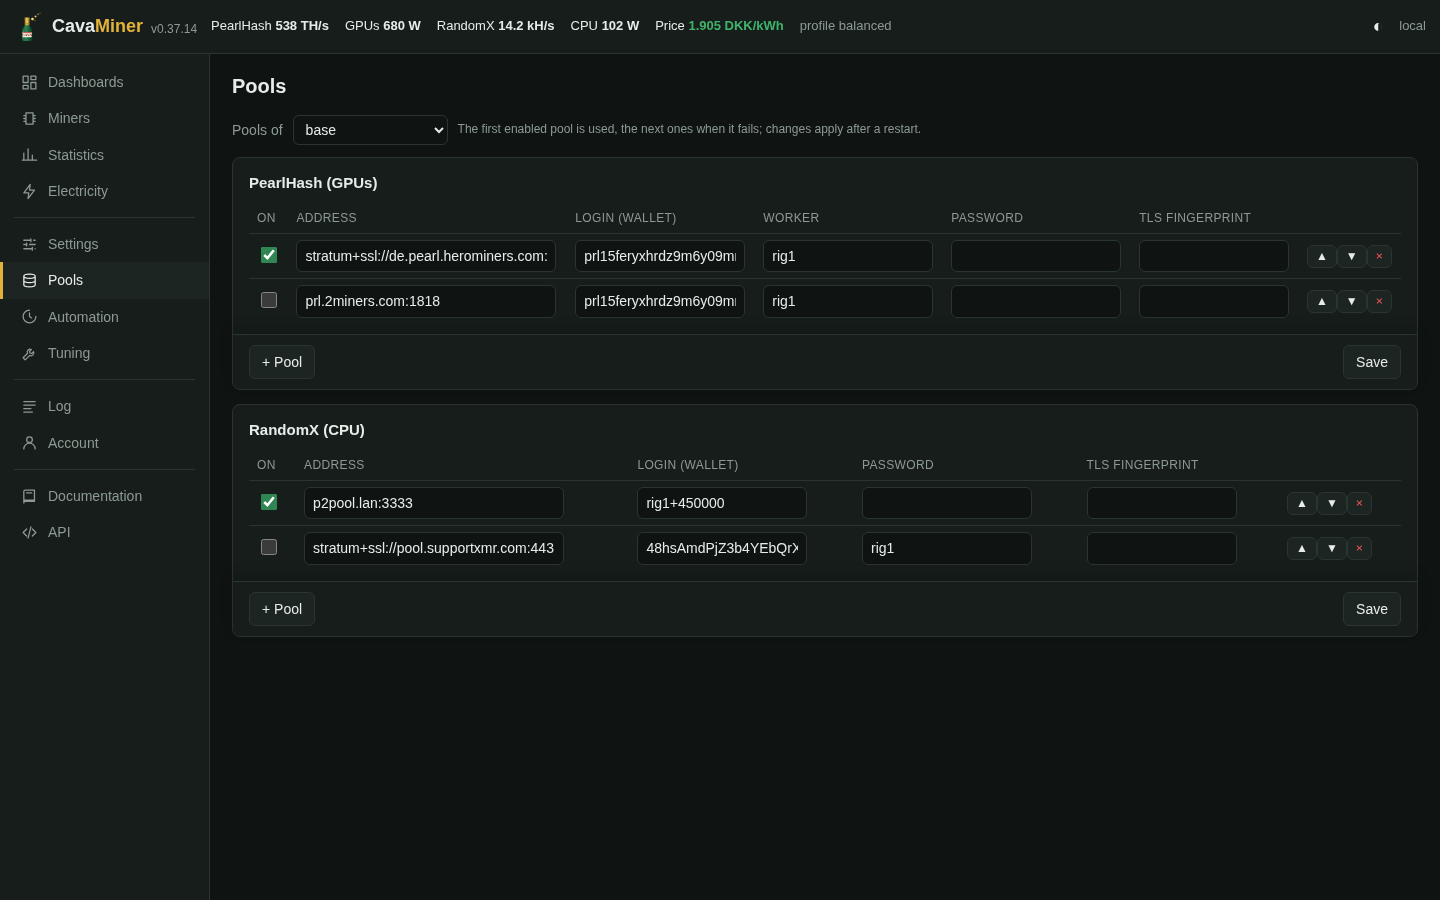 CavaMiner v0.37.14 PearlHash 538 TH/s GPUs 680 W RandomX 14.2 kH/s CPU 102 W Price 1.905 DKK/kWh profile balanced local
Dashboards
Miners
Statistics
Electricity
Settings
Pools
Automation
Tuning
Log
Account
Documentation
API
Pools
Pools of base The first enabled pool is used, the next ones when it fails; changes apply after a restart.
PearlHash (GPUs)
ON ADDRESS LOGIN (WALLET) WORKER PASSWORD TLS FINGERPRINT
stratum+ssl://de.pearl.herominers.com: prl15feryxhrdz9m6y09m rig1 ▲ ▼ ×
prl.2miners.com:1818 prl15feryxhrdz9m6y09m rig1 ▲ ▼ ×
+ Pool Save
RandomX (CPU)
ON ADDRESS LOGIN (WALLET) PASSWORD TLS FINGERPRINT
p2pool.lan:3333 rig1+450000 ▲ ▼ ×
stratum+ssl://pool.supportxmr.com:443 48hsAmdPjZ3b4YEbQrX rig1 ▲ ▼ ×
+ Pool Save